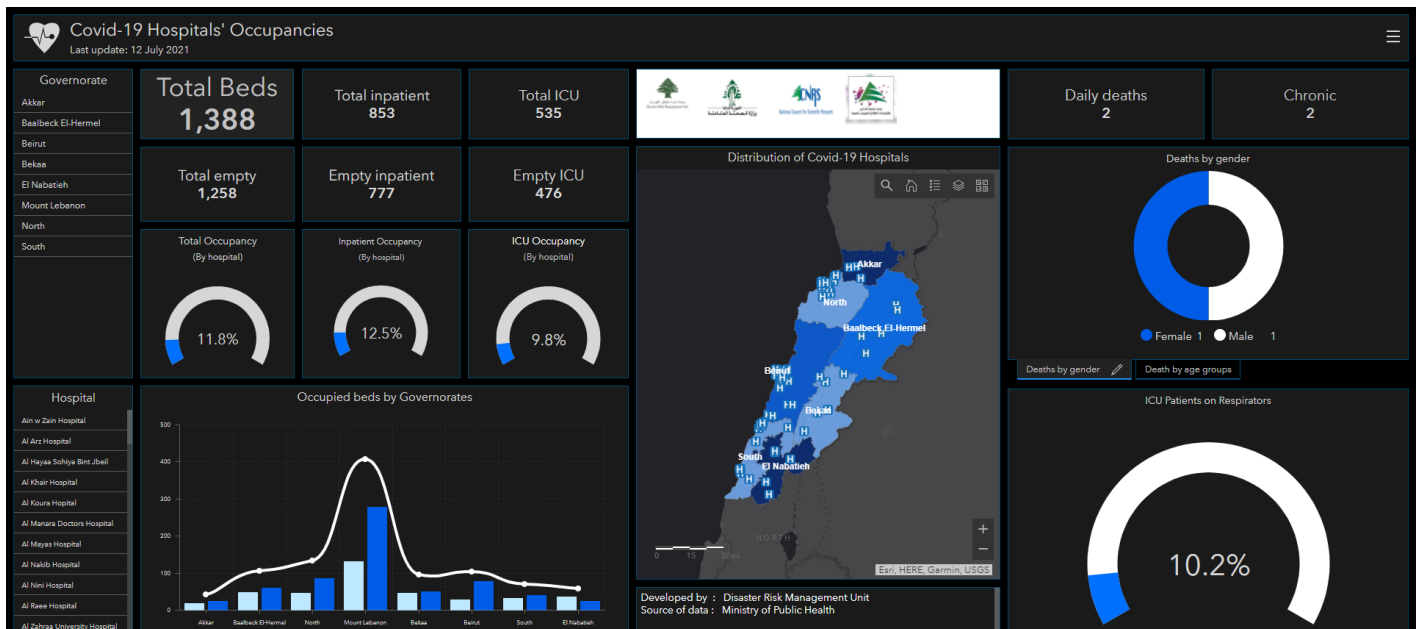 Covid-19 Hospitals' Occupancies
Last update: 12 July 2021
Governorate
Akkar
Baalbeck El-Hermel
Beirut
Bekaa
El Nabatieh
Mount Lebanon
North
South
Total Beds
1,388
Total inpatient
853
Total ICU
535
Total empty
1,258
Empty inpatient
777
Empty ICU
476
Total Occupancy
(By hospital)
11.8%
Inpatient Occupancy
(By hospital)
12.5%
ICU Occupancy
(By hospital)
9.8%
CNRS
National Council for Scientific Research
Daily deaths
2
Chronic
2
Distribution of Covid-19 Hospitals
Akkar
North
Baalbeck El-Hermel
Beirut
Bekaa
South
El Nabatieh
NORTH
0 15 30mi
Esri, HERE, Garmin, USGS
Deaths by gender
Female 1 Male 1
Deaths by gender
Death by age groups
ICU Patients on Respirators
10.2%
Hospital
Ain w Zain Hospital
Al Arz Hospital
Al Hayaa Sohiya Bint Jbeil
Al Khair Hospital
Al Koura Hopital
Al Manara Doctors Hospital
Al Mayas Hospital
Al Nakib Hospital
Al Nini Hospital
Al Raee Hospital
Al Zahraa University Hospital
Occupied beds by Governorates
500
400
300
200
100
0
Akkar Baalbeck El-Hermel North Mount Lebanon Bekaa Beirut South El Nabatieh
Developed by : Disaster Risk Management Unit
Source of data : Ministry of Public Health